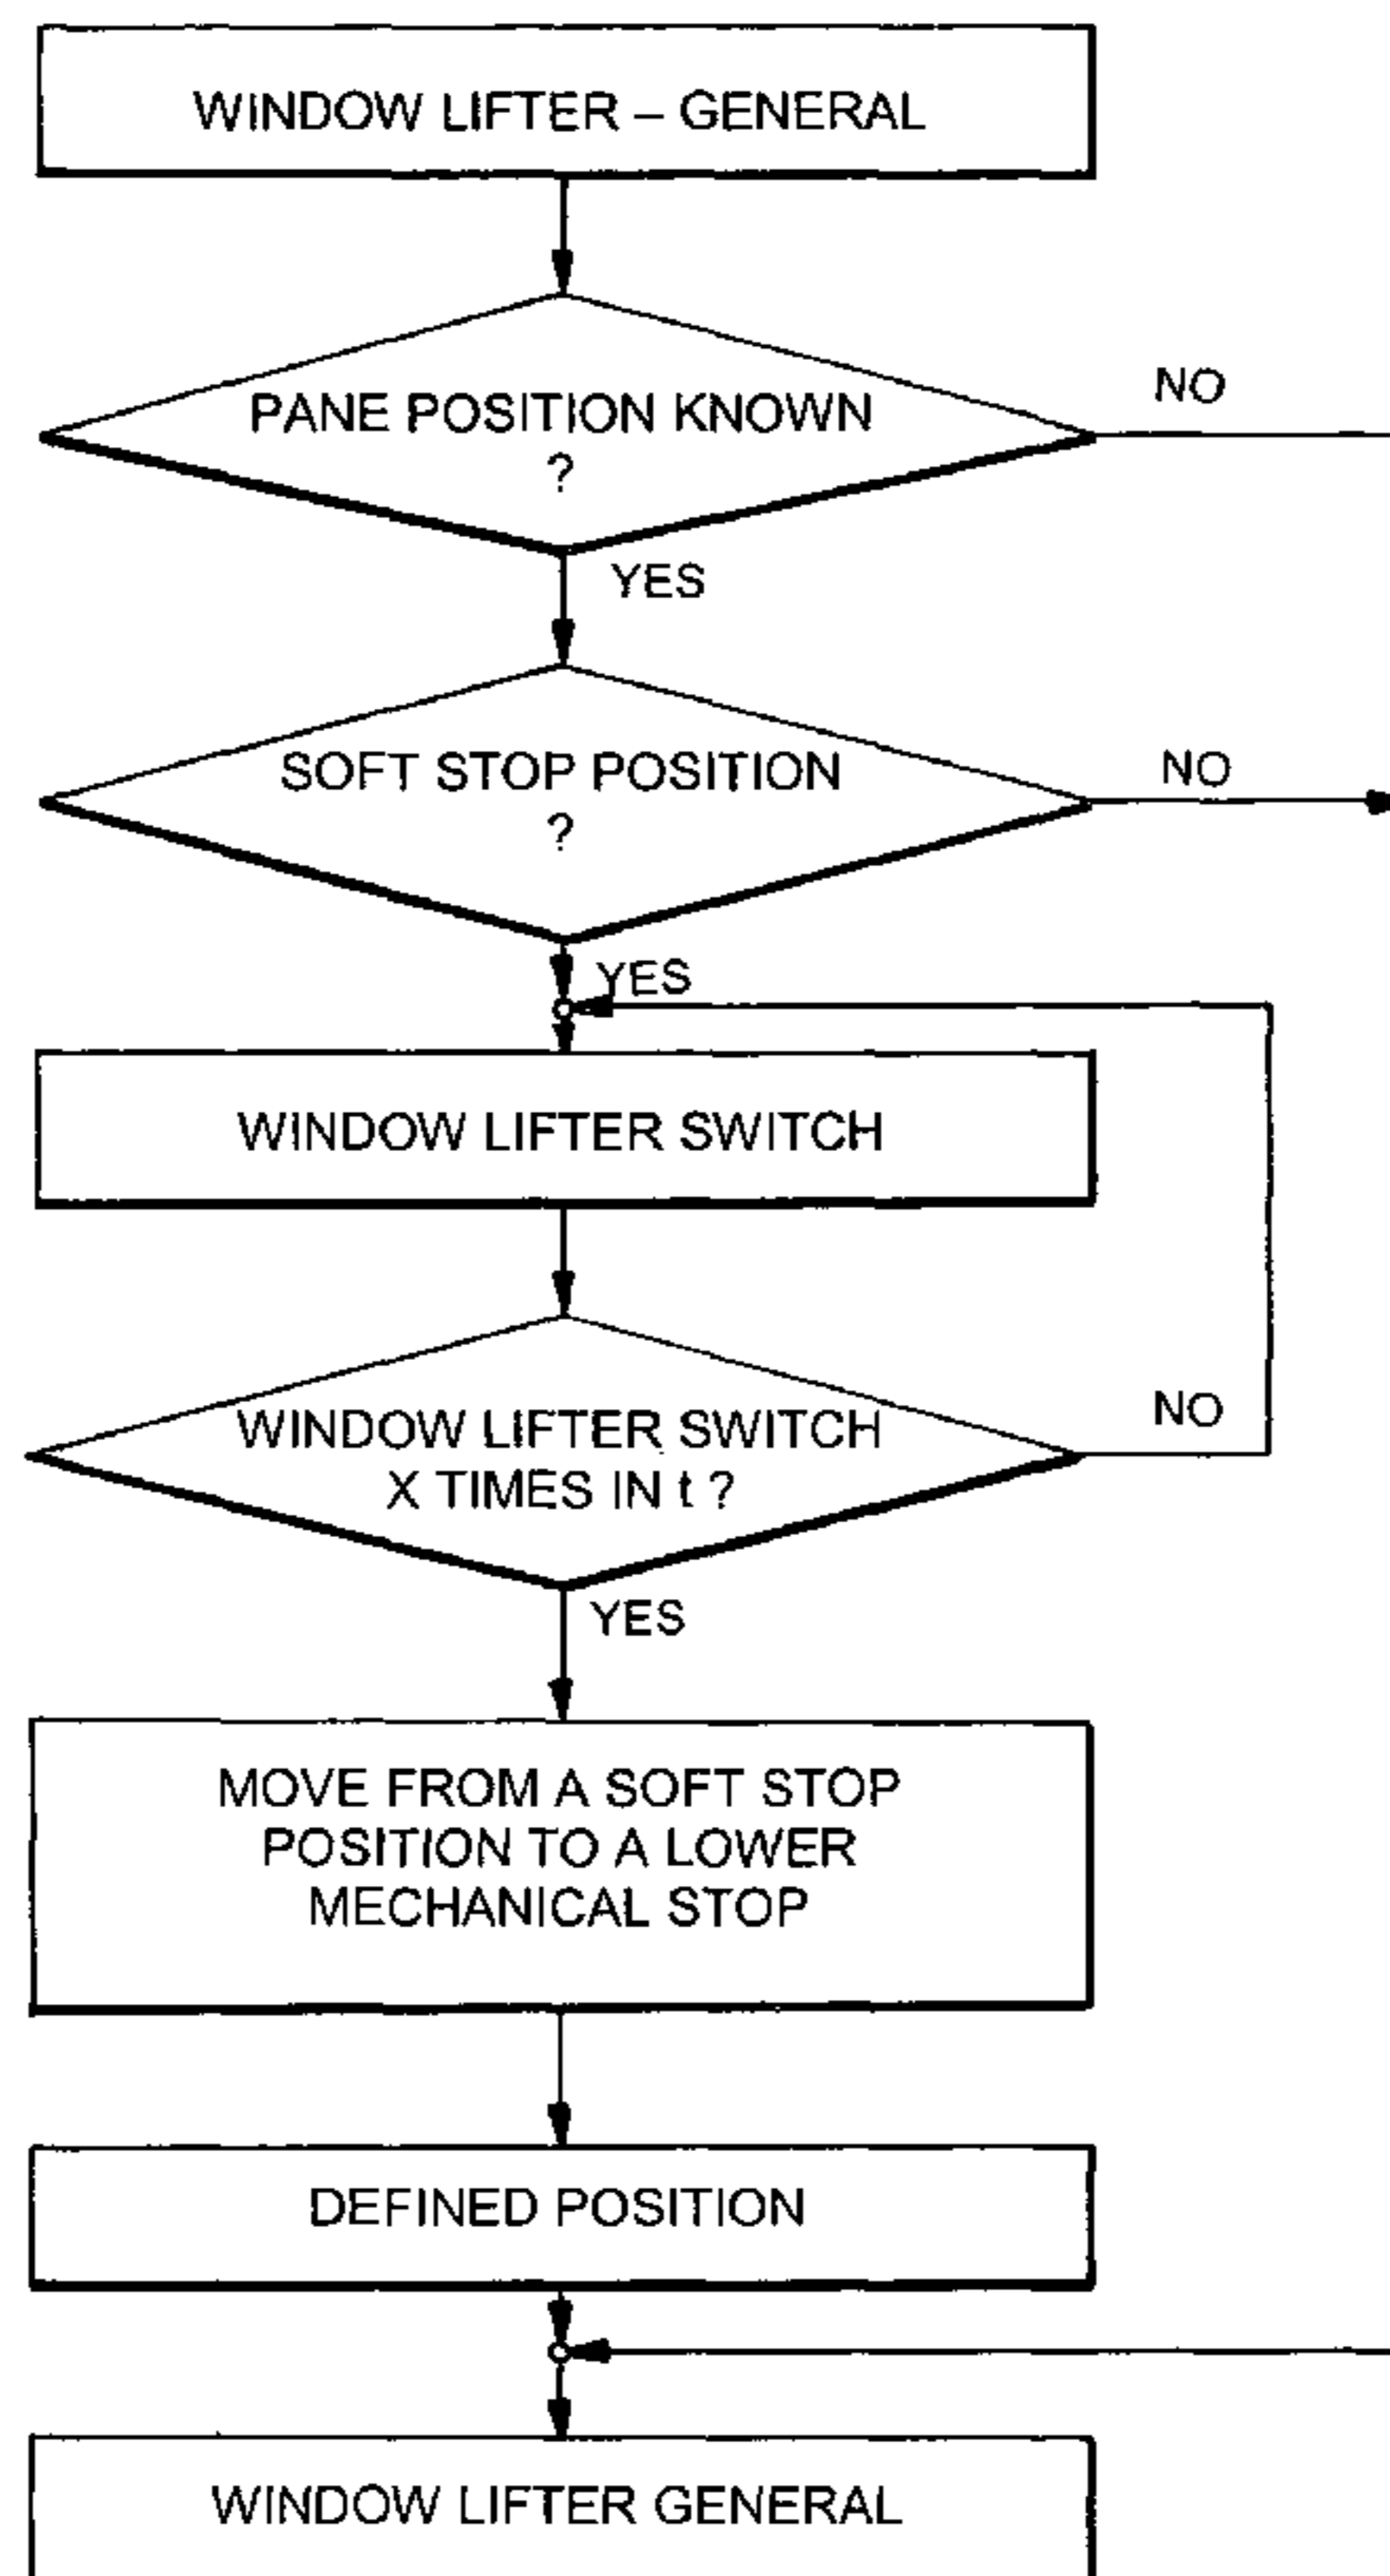 WINDOW LIFTER – GENERAL
PANE POSITION KNOWN
?
NO
YES
SOFT STOP POSITION
?
NO
YES
WINDOW LIFTER SWITCH
WINDOW LIFTER SWITCH
X TIMES IN t ?
NO
YES
MOVE FROM A SOFT STOP
POSITION TO A LOWER
MECHANICAL STOP
DEFINED POSITION
WINDOW LIFTER GENERAL